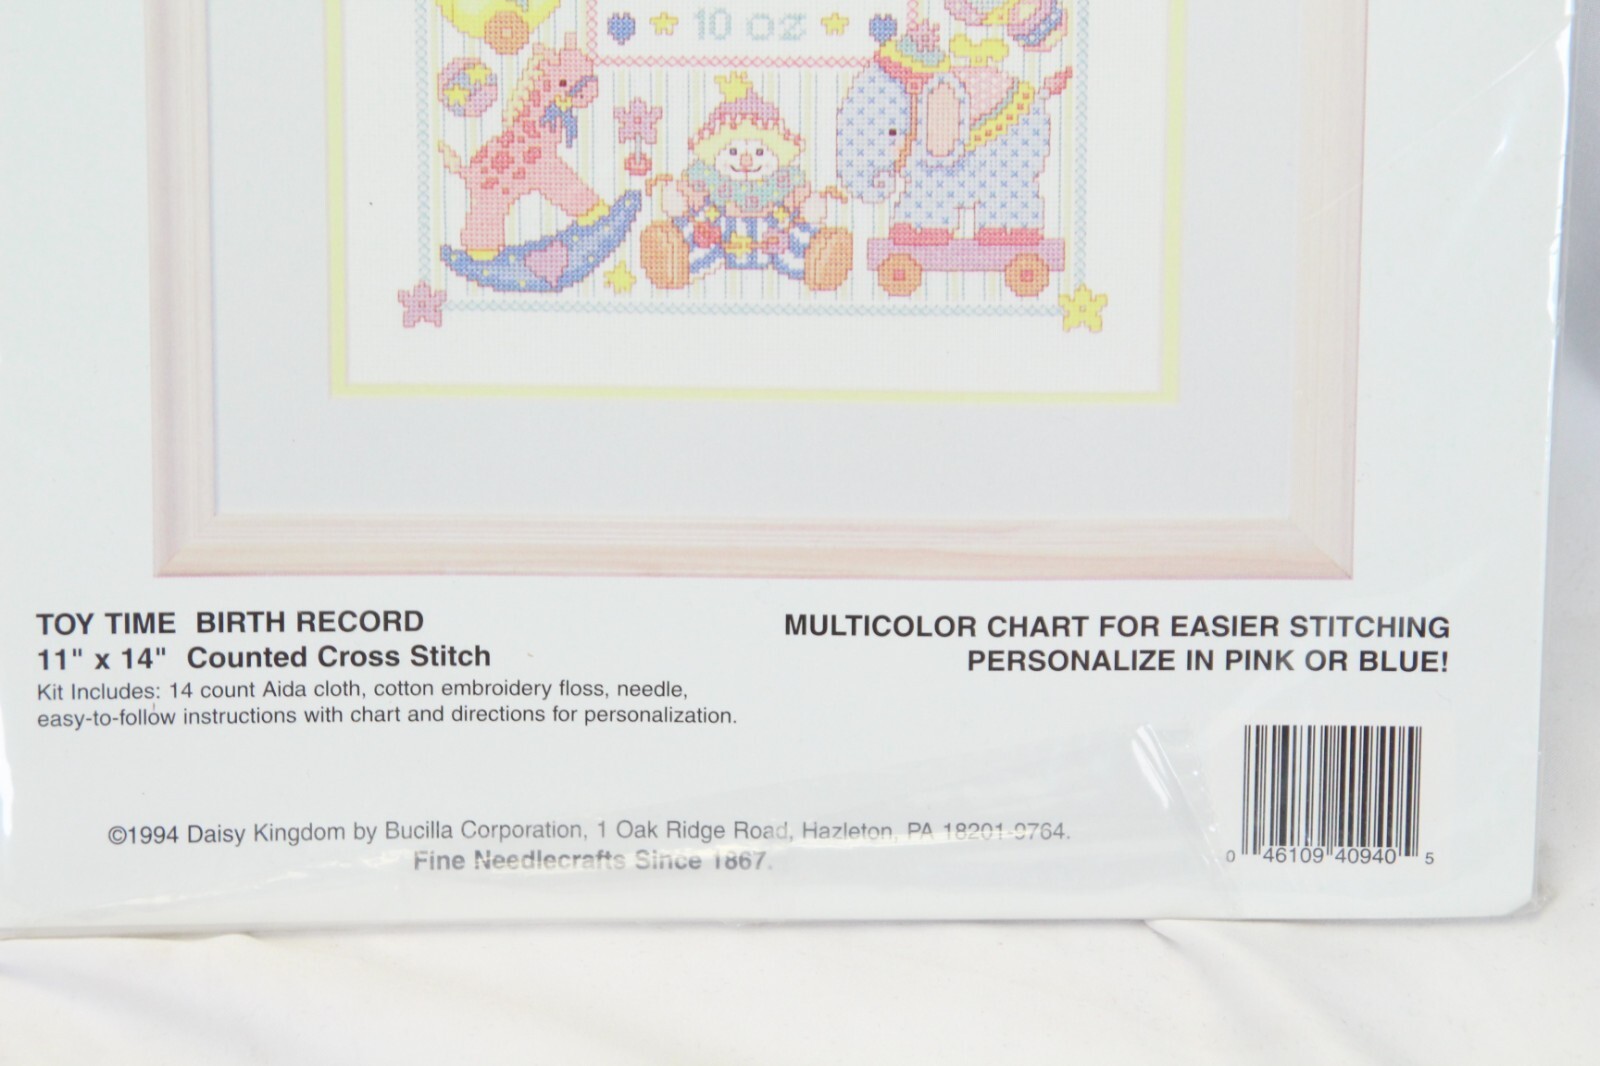 10 oz
TOY TIME BIRTH RECORD
11" x 14" Counted Cross Stitch
Kit Includes: 14 count Aida cloth, cotton embroidery floss, needle,
easy-to-follow instructions with chart and directions for personalization.
MULTICOLOR CHART FOR EASIER STITCHING
PERSONALIZE IN PINK OR BLUE!
©1994 Daisy Kingdom by Bucilla Corporation, 1 Oak Ridge Road, Hazleton, PA 18201-0764.
Fine Needlecrafts Since 1867.
0 46109 40940 5